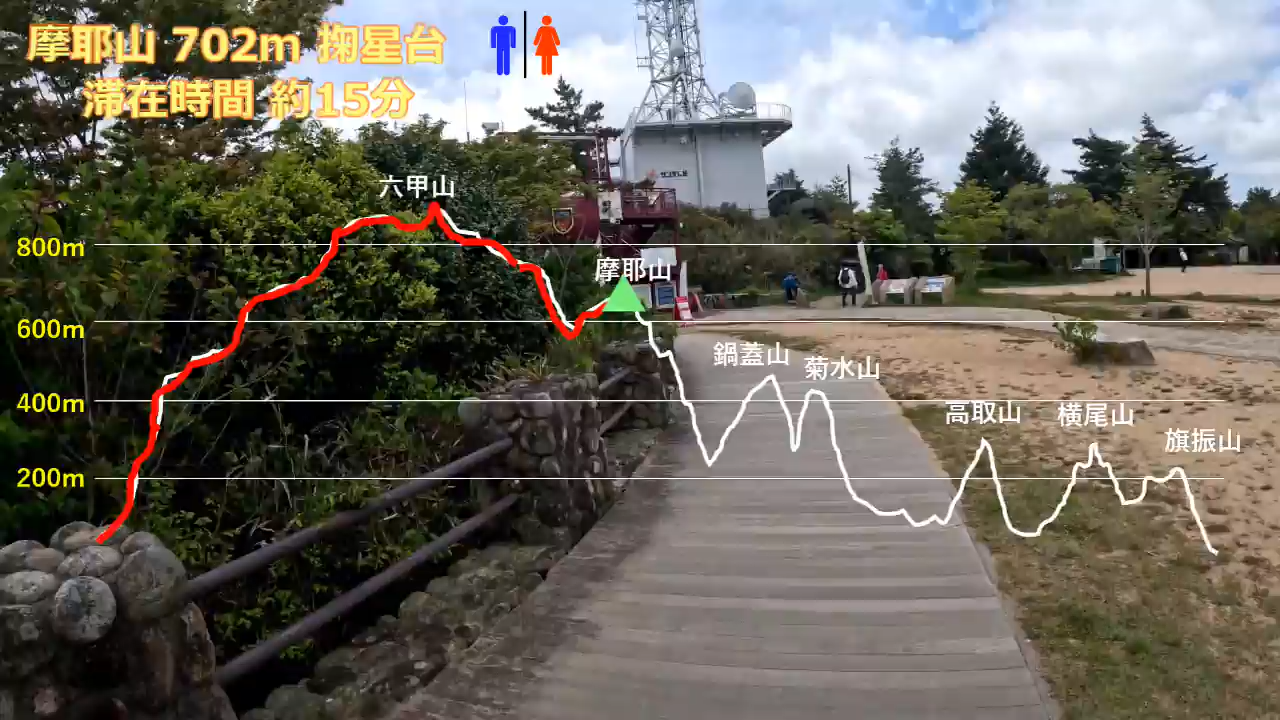 摩耶山 702m 掬星台
滞在時間 約15分
六甲山
800m
摩耶山
600m
鍋蓋山
菊水山
400m
高取山
横尾山
旗振山
200m